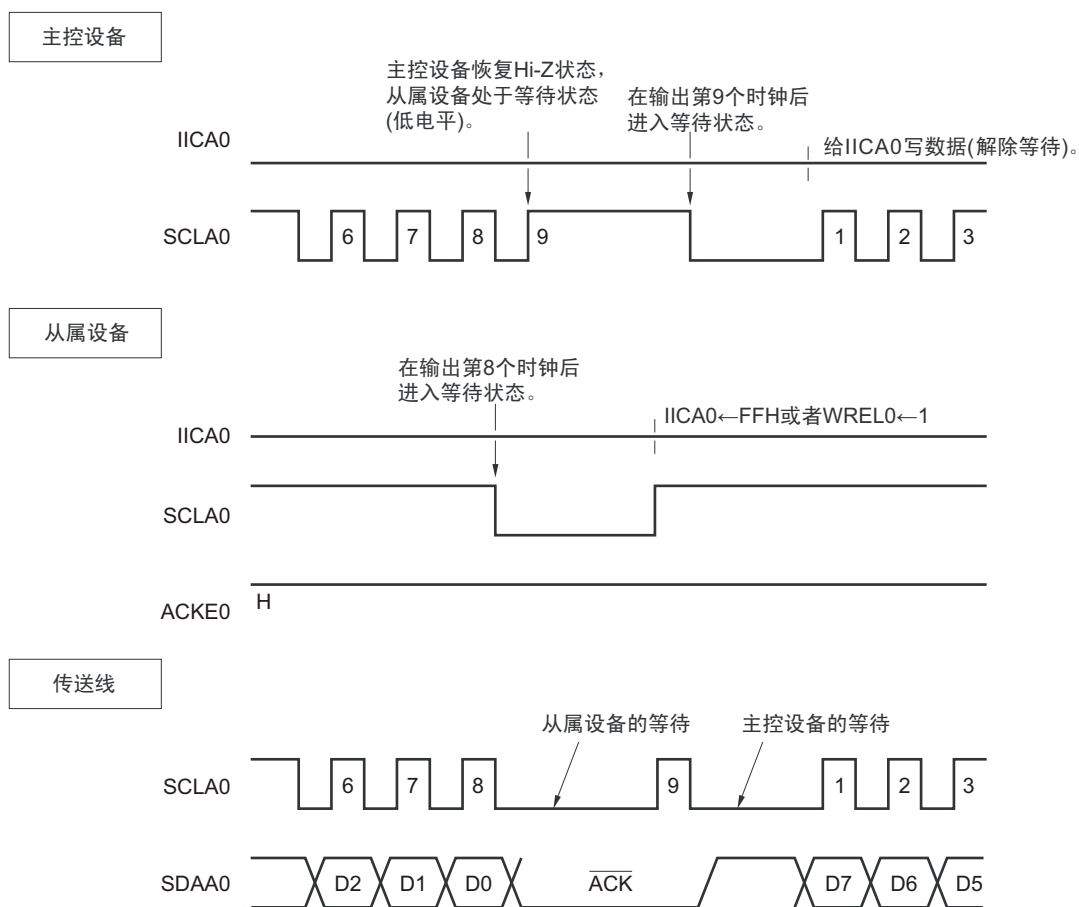 主控设备
主控设备恢复Hi-Z状态，
从属设备处于等待状态
(低电平)。
在输出第9个时钟后
进入等待状态。
IICA0
给IICA0写数据(解除等待)。
SCLA0
6 7 8 9 1 2 3
从属设备
在输出第8个时钟后
进入等待状态。
IICA0
IICA0←FFH或者WREL0←1
SCLA0
ACKE0
H
传送线
从属设备的等待
主控设备的等待
SCLA0
6 7 8 9 1 2 3
SDAA0
D2 D1 D0 ACK D7 D6 D5